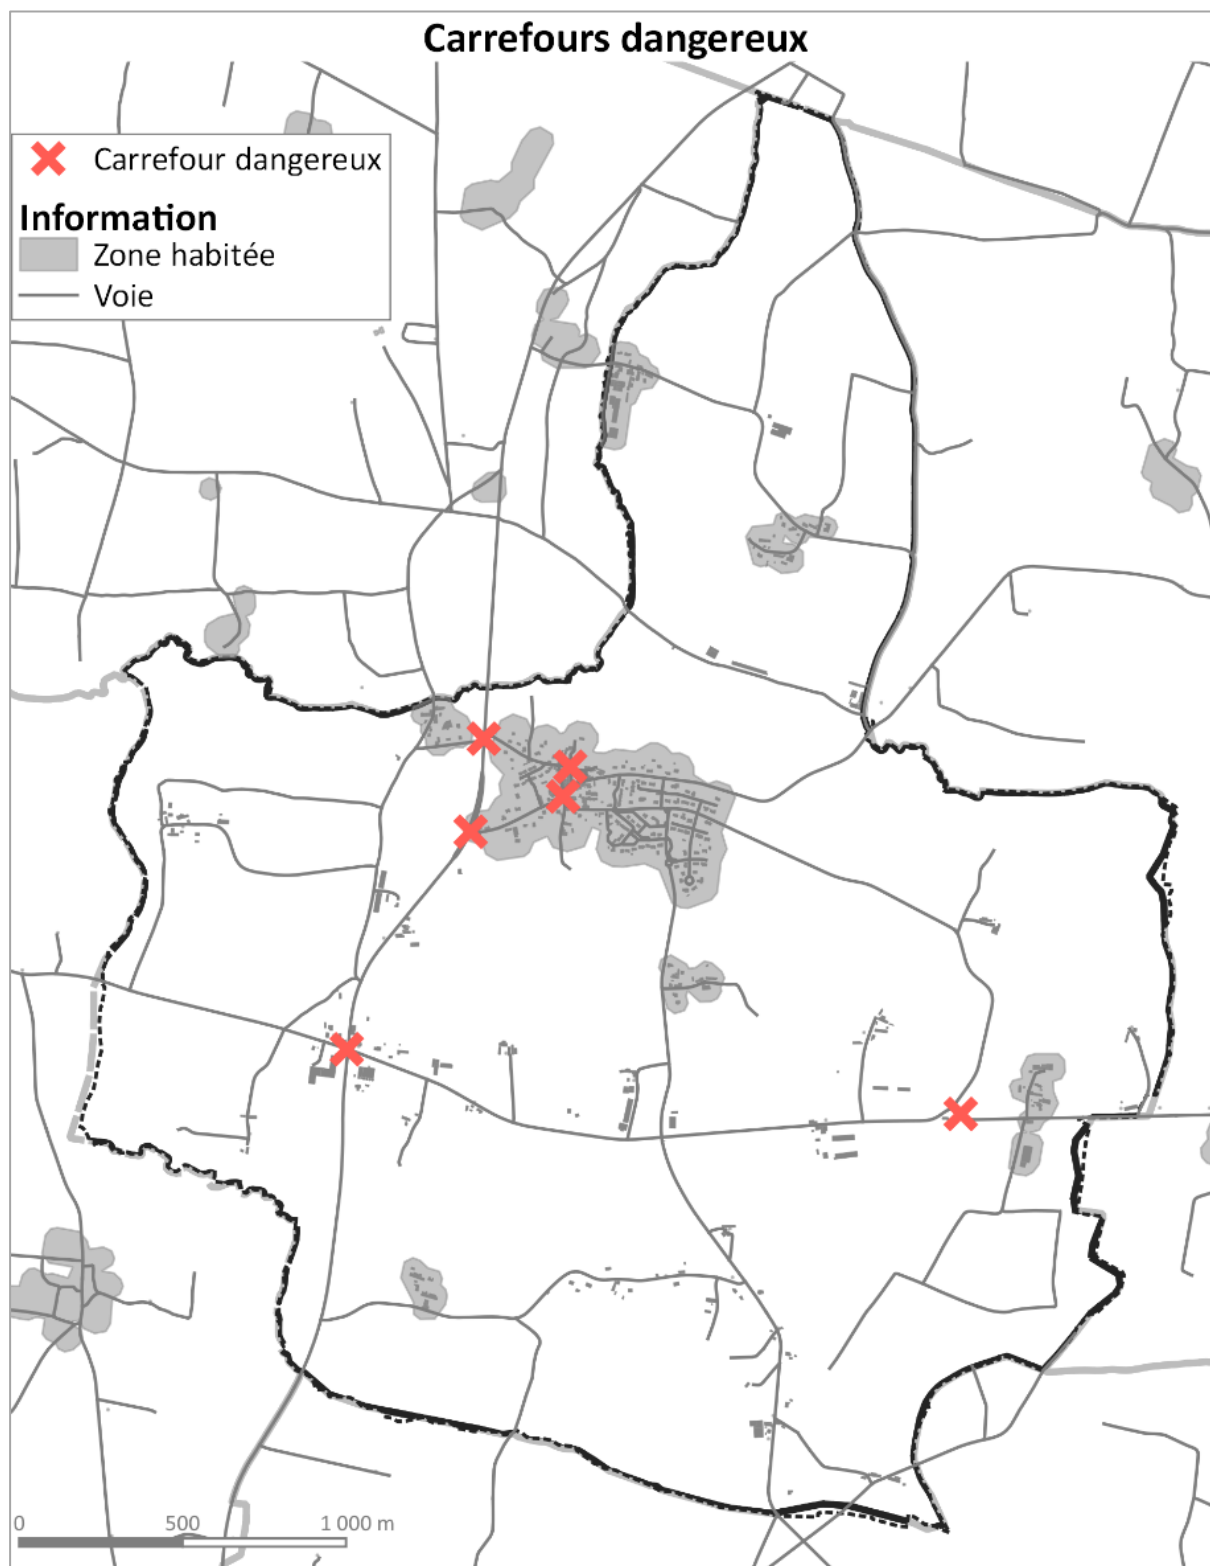 Carrefours dangereux
Carrefour dangereux
Information
Zone habitée
Voie
0 500 1 000 m